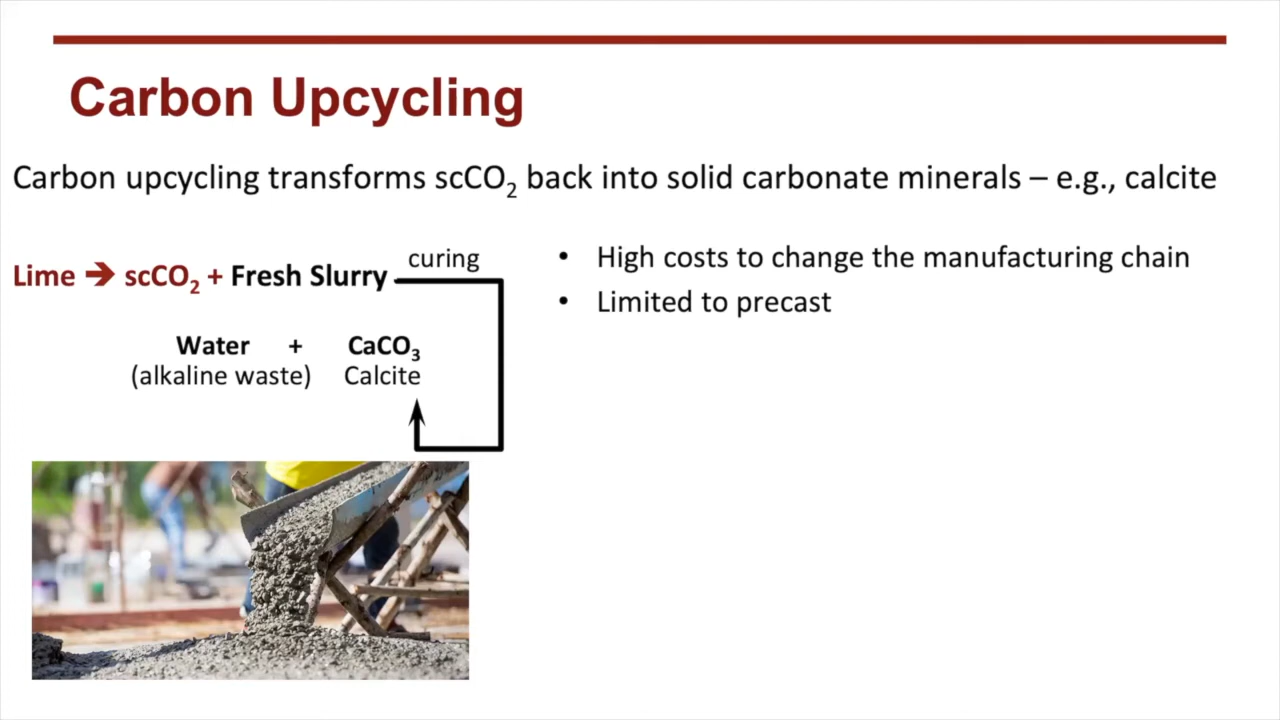 Carbon Upcycling
Carbon upcycling transforms scCO₂ back into solid carbonate minerals – e.g., calcite
Lime ➔ scCO₂ + Fresh Slurry
curing
Water + CaCO₃
(alkaline waste) Calcite
• High costs to change the manufacturing chain
• Limited to precast